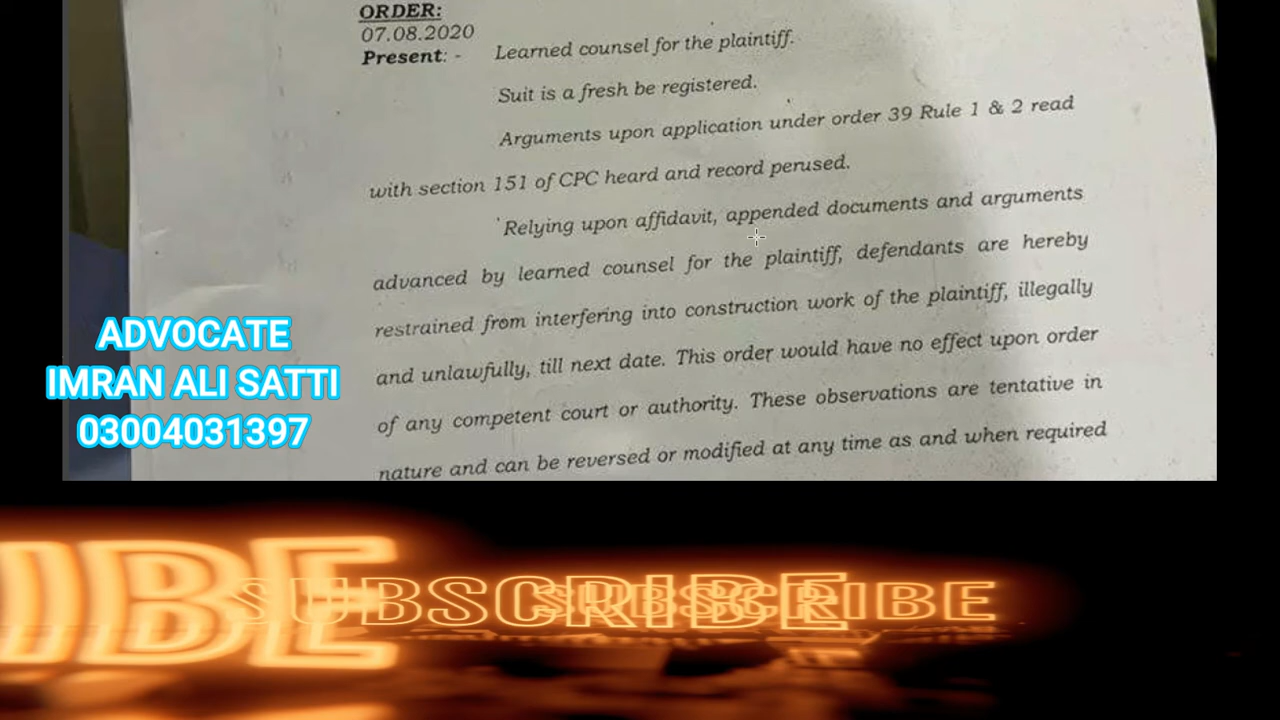 ORDER:
07.08.2020
Present: - Learned counsel for the plaintiff.
Suit is a fresh be registered.
Arguments upon application under order 39 Rule 1 & 2 read
with section 151 of CPC heard and record perused.
Relying upon affidavit, appended documents and arguments
advanced by learned counsel for the plaintiff, defendants are hereby
restrained from interfering into construction work of the plaintiff, illegally
and unlawfully, till next date. This order would have no effect upon order
of any competent court or authority. These observations are tentative in
nature and can be reversed or modified at any time as and when required
ADVOCATE
IMRAN ALI SATTI
03004031397
IBE
SUBSCRIBE
SUBSCRIBE